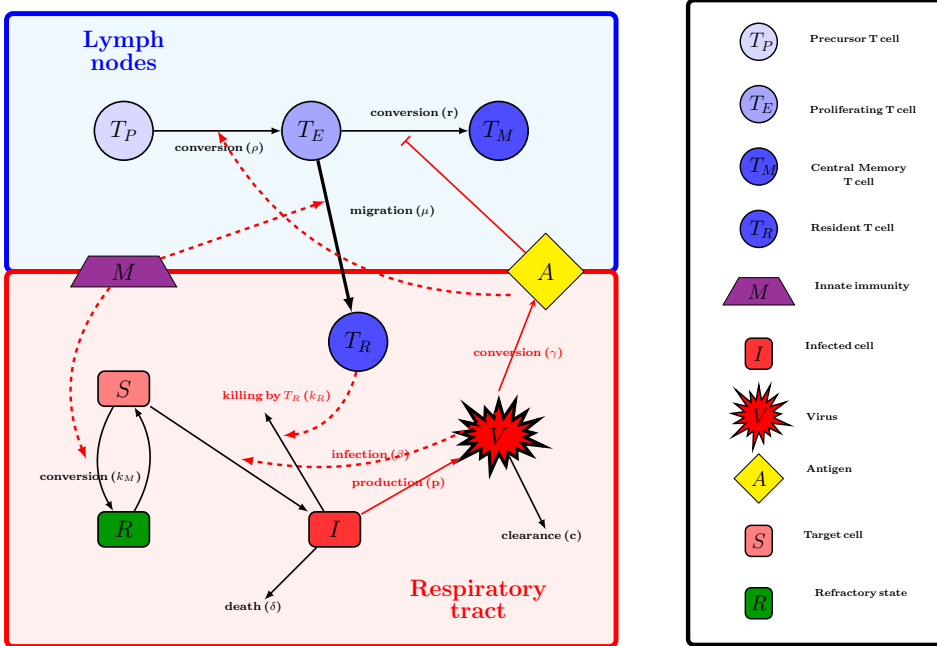 Lymph
nodes
T_P
conversion (ρ)
T_E
conversion (r)
T_M
migration (μ)
M
A
T_R
conversion (γ)
S
killing by T_R (k_R)
V
infection (β)
conversion (k_M)
production (p)
R
I
clearance (c)
death (δ)
Respiratory
tract
T_P Precursor T cell
T_E Proliferating T cell
T_M Central Memory
T cell
T_R Resident T cell
M Innate immunity
I Infected cell
V Virus
A Antigen
S Target cell
R Refractory state